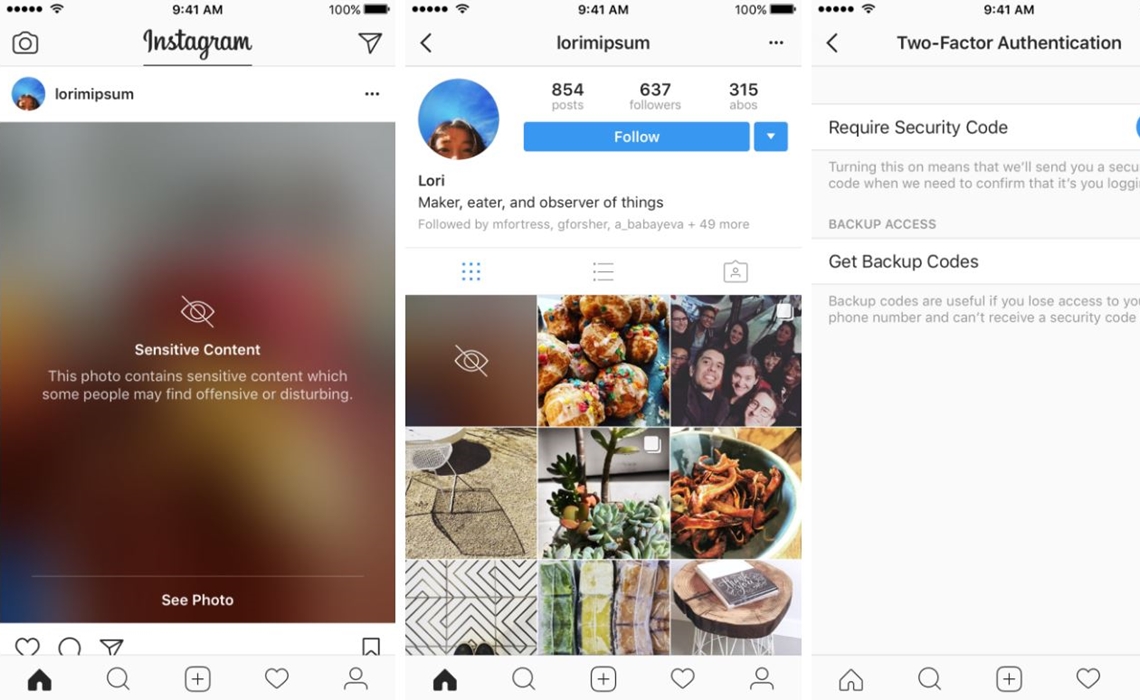 9:41 AM
100%
Instagram
lorimipsum
Sensitive Content
This photo contains sensitive content which
some people may find offensive or disturbing.
See Photo
9:41 AM
100%
lorimipsum
854
posts
637
followers
315
abos
Follow
Lori
Maker, eater, and observer of things
Followed by mfortress, gforsher, a_babayeva + 49 more
9:41 AM
Two-Factor Authentication
Require Security Code
Turning this on means that we'll send you a secu
code when we need to confirm that it's you loggi
BACKUP ACCESS
Get Backup Codes
Backup codes are useful if you lose access to yo
phone number and can't receive a security code